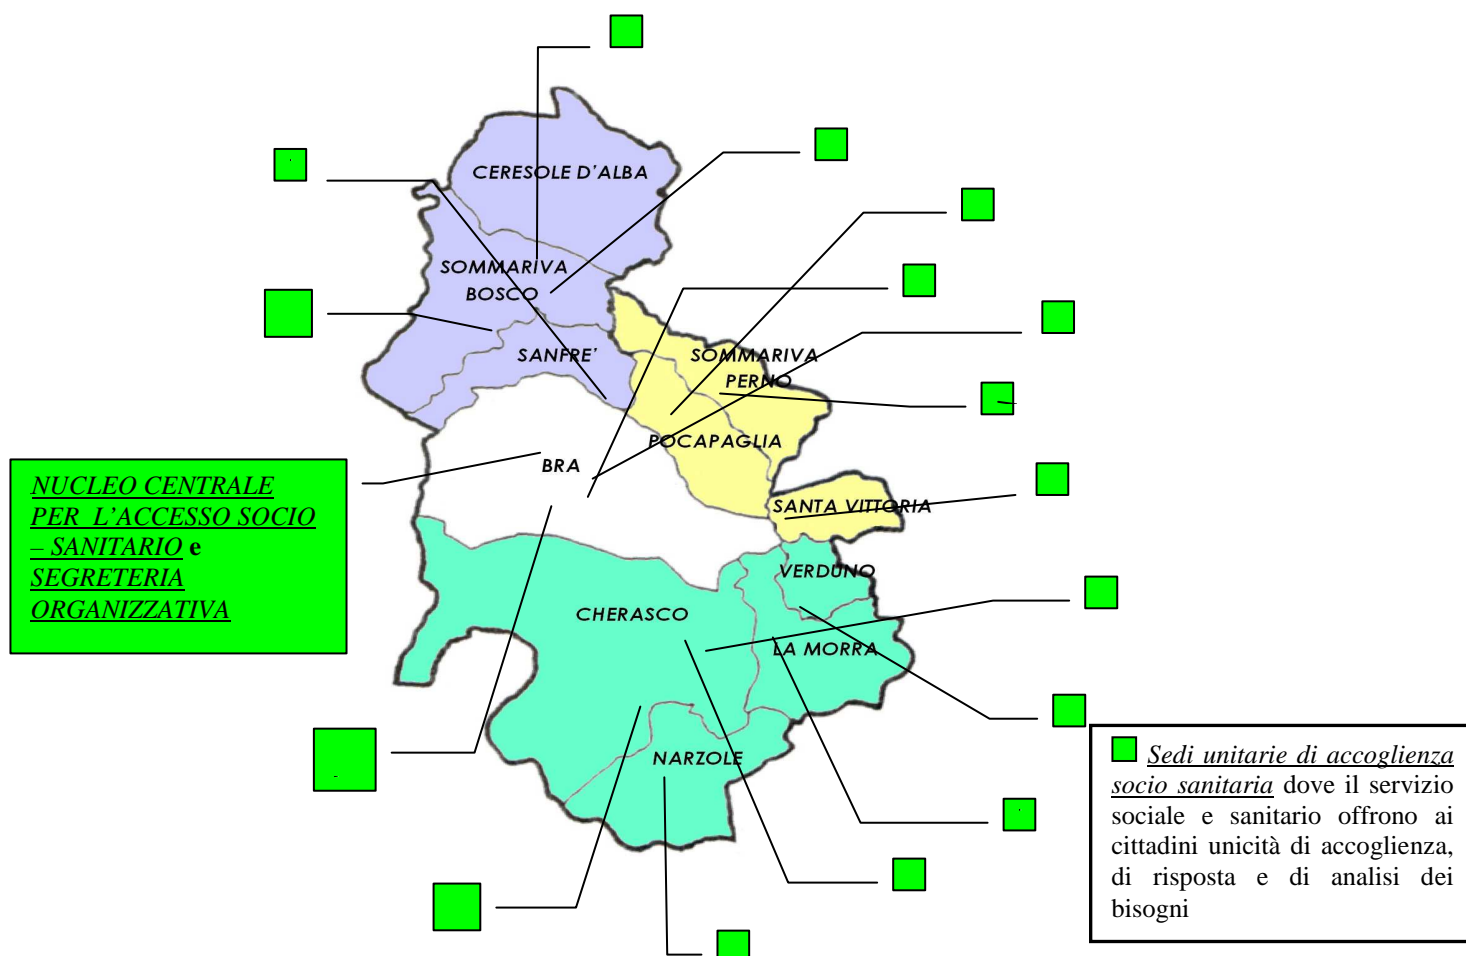 CERESOLE D'ALBA
SOMMARIVA
BOSCO
SANFRE'
SOMMARIVA
PERNO
POCAPAGLIA
BRA
NUCLEO CENTRALE
PER L'ACCESSO SOCIO
– SANITARIO e
SEGRETERIA
ORGANIZZATIVA
SANTA VITTORIA
VERDUNO
CHERASCO
LA MORRA
NARZOLE
Sedi unitarie di accoglienza
socio sanitaria dove il servizio
sociale e sanitario offrono ai
cittadini unicità di accoglienza,
di risposta e di analisi dei
bisogni